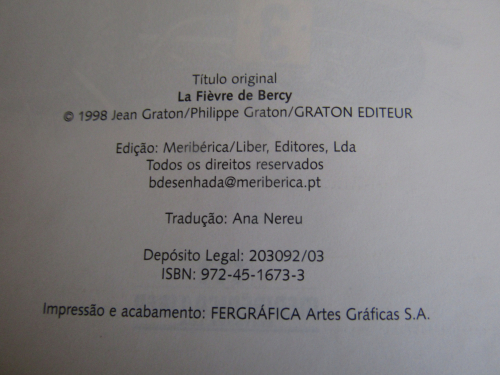 Título original
La Fièvre de Bercy
© 1998 Jean Graton/Philippe Graton/GRATON EDITEUR
Edição: Meribérica/Liber, Editores, Lda
Todos os direitos reservados
bdesenhada@meriberica.pt
Tradução: Ana Nereu
Depósito Legal: 203092/03
ISBN: 972-45-1673-3
Impressão e acabamento: FERGRÁFICA Artes Gráficas S.A.